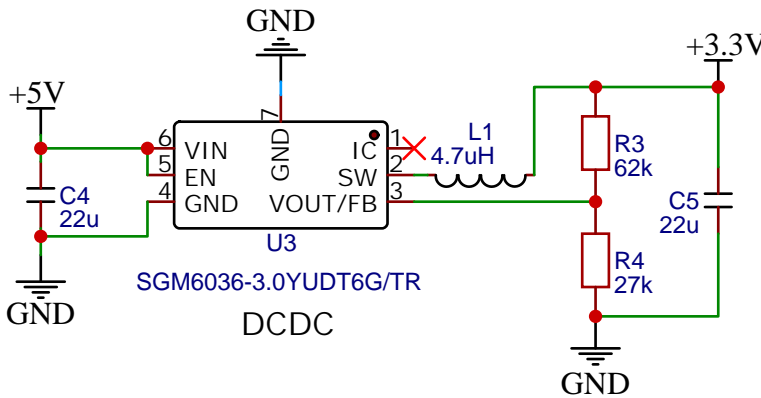 GND
+3.3V
+5V
7
6 VIN GND IC 1
L1
4.7uH
R3
62k
5 EN SW 2
C4
22u
4 GND VOUT/FB 3
C5
22u
U3
R4
27k
SGM6036-3.0YUDT6G/TR
GND
DCDC
GND